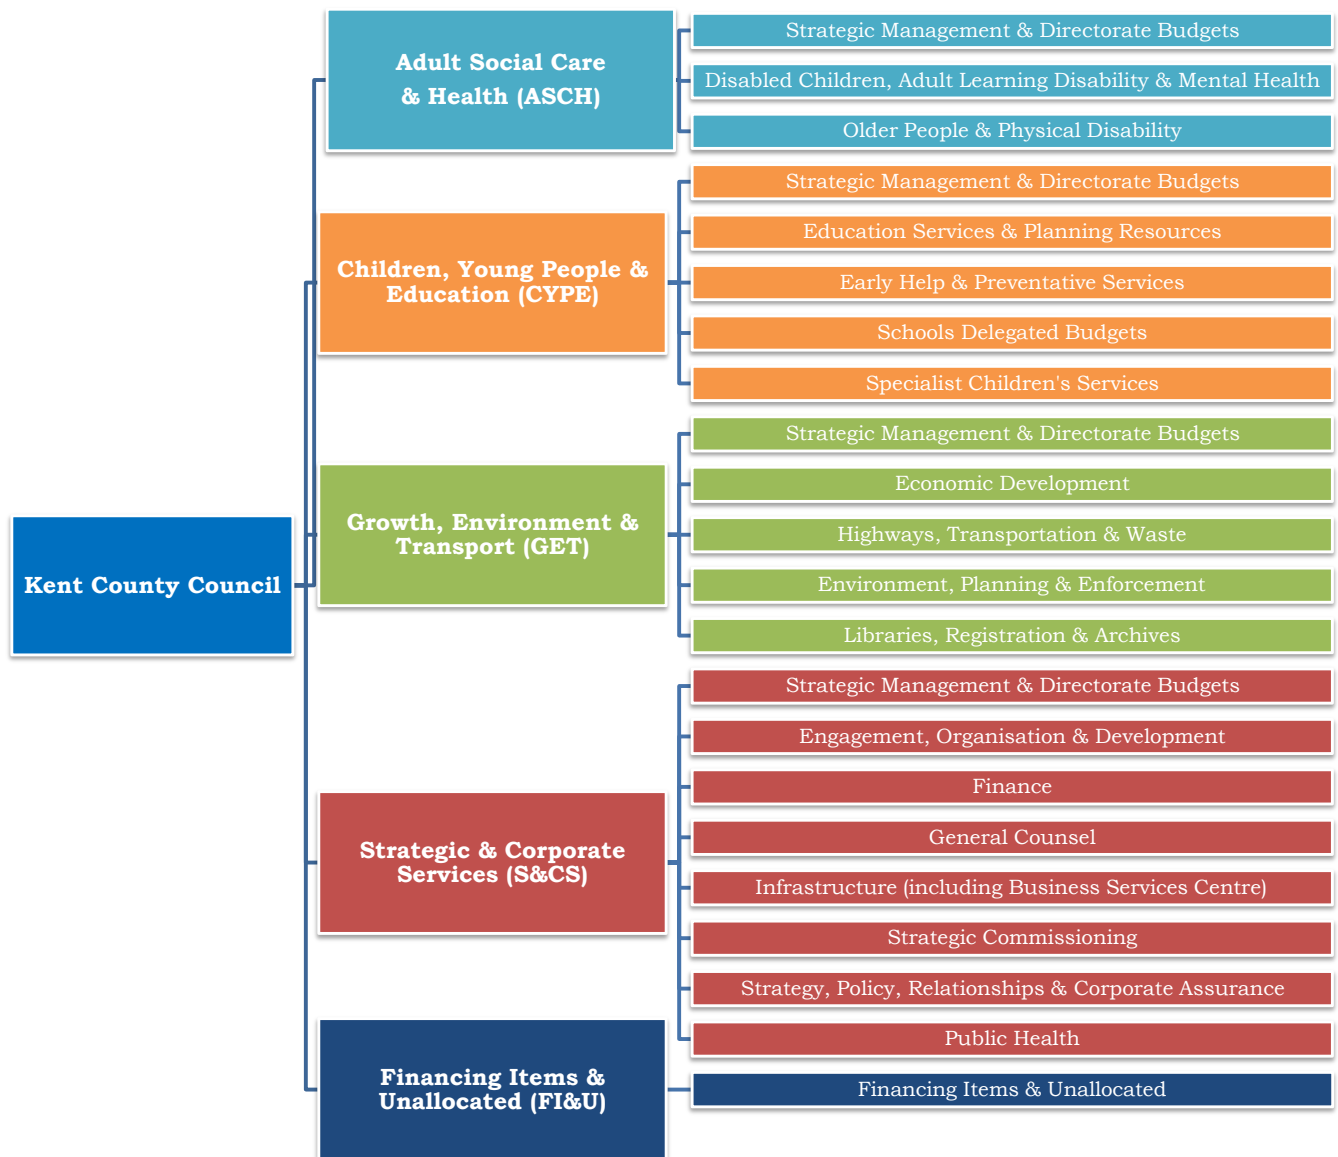 Kent County Council
Adult Social Care
& Health (ASCH)
Strategic Management & Directorate Budgets
Disabled Children, Adult Learning Disability & Mental Health
Older People & Physical Disability
Children, Young People &
Education (CYPE)
Strategic Management & Directorate Budgets
Education Services & Planning Resources
Early Help & Preventative Services
Schools Delegated Budgets
Specialist Children's Services
Growth, Environment &
Transport (GET)
Strategic Management & Directorate Budgets
Economic Development
Highways, Transportation & Waste
Environment, Planning & Enforcement
Libraries, Registration & Archives
Strategic & Corporate
Services (S&CS)
Strategic Management & Directorate Budgets
Engagement, Organisation & Development
Finance
General Counsel
Infrastructure (including Business Services Centre)
Strategic Commissioning
Strategy, Policy, Relationships & Corporate Assurance
Public Health
Financing Items &
Unallocated (FI&U)
Financing Items & Unallocated